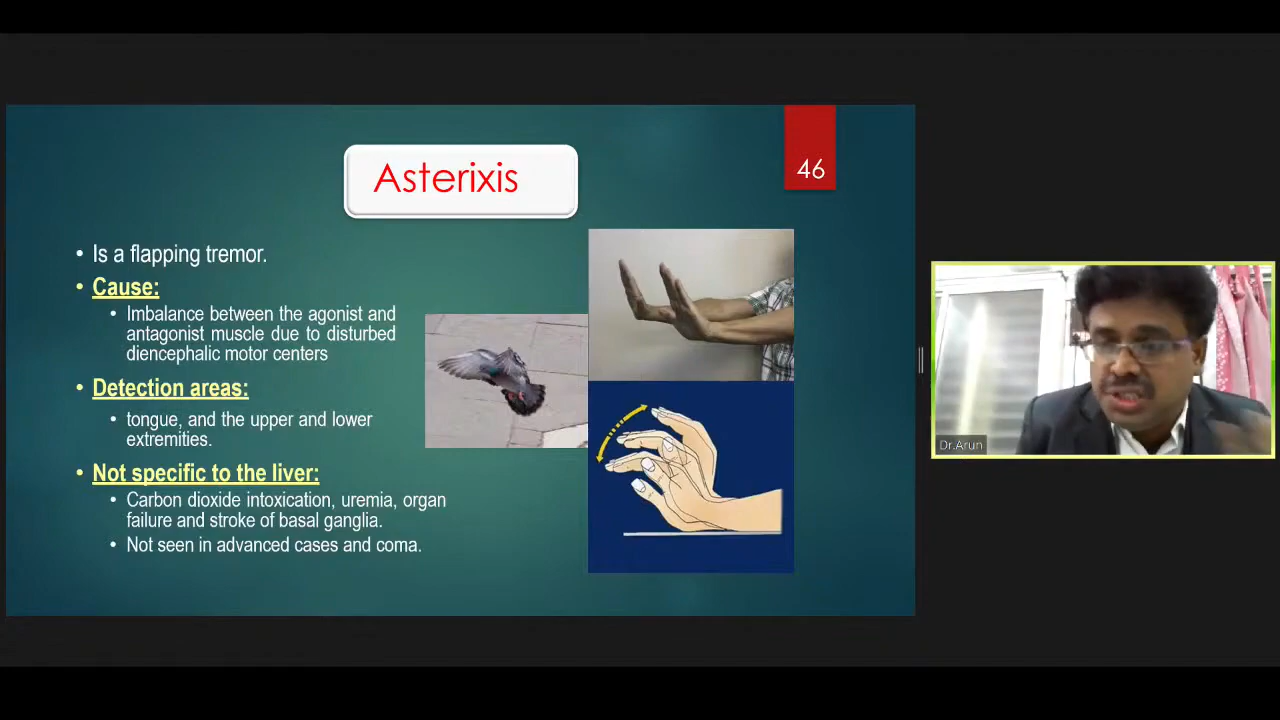 Asterixis
46
• Is a flapping tremor.
• Cause:
• Imbalance between the agonist and
antagonist muscle due to disturbed
diencephalic motor centers
• Detection areas:
• tongue, and the upper and lower
extremities.
• Not specific to the liver:
• Carbon dioxide intoxication, uremia, organ
failure and stroke of basal ganglia.
• Not seen in advanced cases and coma.
Dr.Arun